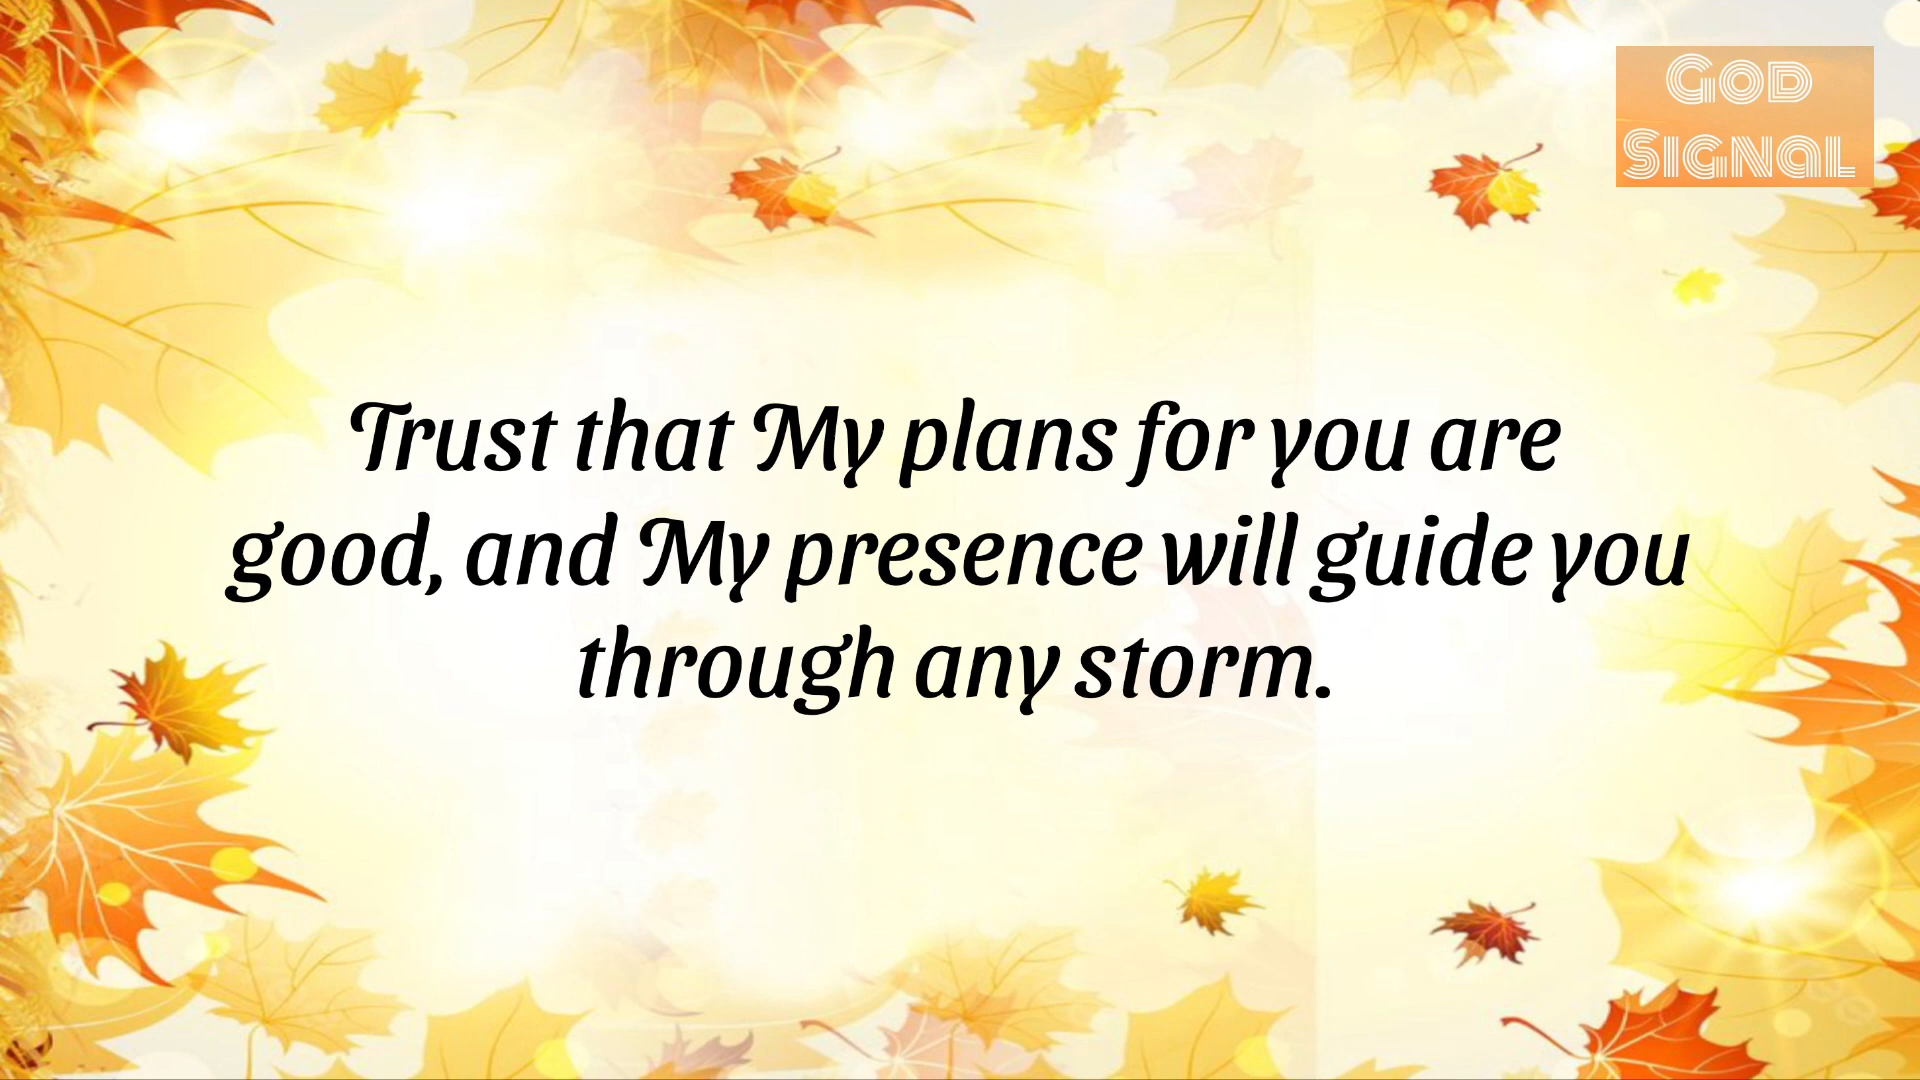 God
Signal
Trust that My plans for you are
good, and My presence will guide you
through any storm.